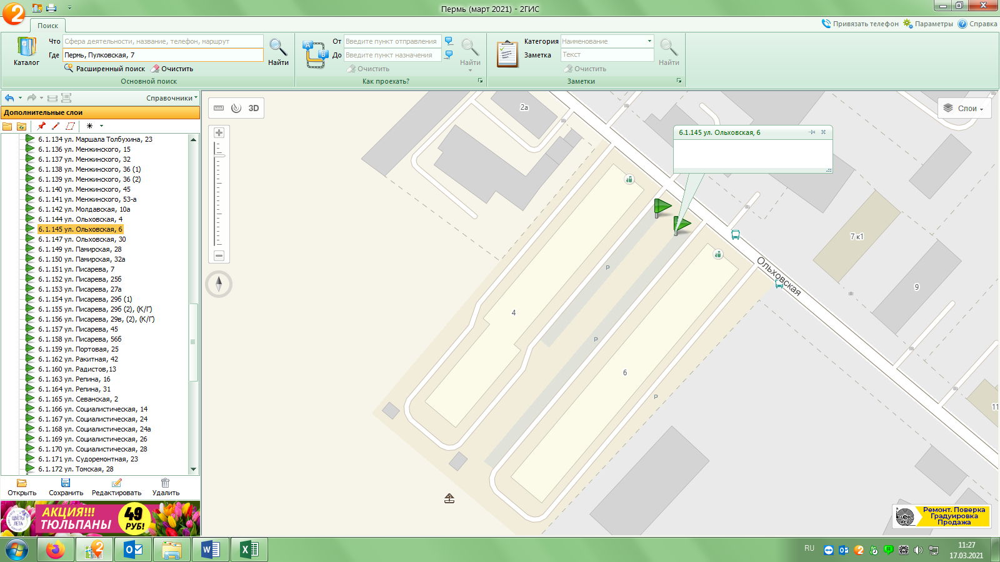 Пермь (март 2021) - 2ГИС
Поиск
Привязать телефон
Параметры
Справка
Каталог
Что
Сфера деятельности, название, телефон, маршрут
Где
Пермь, Пулковская, 7
Расширенный поиск
Очистить
Найти
Основной поиск
От
Введите пункт отправления
До
Введите пункт назначения
Очистить
Найти
Как проехать?
Категория
Наименование
Заметка
Текст
Очистить
Найти
Заметки
Справочники
Дополнительные слои
6.1.134 ул. Маршала Толбухина, 23
6.1.136 ул. Менжинского, 15
6.1.137 ул. Менжинского, 32
6.1.138 ул. Менжинского, 36 (1)
6.1.139 ул. Менжинского, 36 (2)
6.1.140 ул. Менжинского, 45
6.1.141 ул. Менжинского, 53-а
6.1.142 ул. Молдавская, 10а
6.1.144 ул. Ольховская, 4
6.1.145 ул. Ольховская, 6
6.1.147 ул. Ольховская, 30
6.1.149 ул. Памирская, 28
6.1.150 ул. Памирская, 32а
6.1.151 ул. Писарева, 7
6.1.152 ул. Писарева, 25б
6.1.153 ул. Писарева, 27а
6.1.154 ул. Писарева, 29б (1)
6.1.155 ул. Писарева, 29б (2), (К/Г)
6.1.156 ул. Писарева, 29в, (2), (К/Г)
6.1.157 ул. Писарева, 45
6.1.158 ул. Писарева, 56б
6.1.159 ул. Портовая, 25
6.1.162 ул. Ракитная, 42
6.1.160 ул. Радистов,13
6.1.163 ул. Репина, 16
6.1.164 ул. Репина, 31
6.1.165 ул. Севанская, 2
6.1.166 ул. Социалистическая, 14
6.1.167 ул. Социалистическая, 24
6.1.168 ул. Социалистическая, 24а
6.1.169 ул. Социалистическая, 26
6.1.170 ул. Социалистическая, 28
6.1.171 ул. Судоремонтная, 23
6.1.172 ул. Томская, 28
Открыть
Сохранить
Редактировать
Удалить
ЦВЕТЫ ЛЕТА
АКЦИЯ!!!
ТЮЛЬПАНЫ
49
РУБ!
3D
Слои
2а
6.1.145 ул. Ольховская, 6
7 к1
Ольховская
9
P
4
P
6
P
11
Ремонт. Поверка
Градуировка
Продажа
RU
11:27
17.03.2021